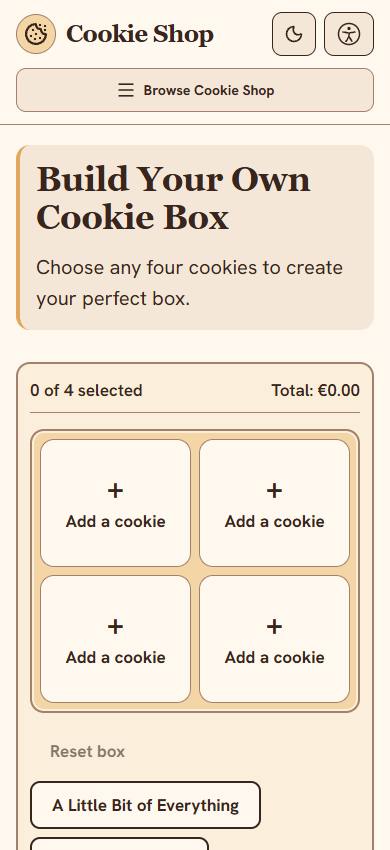 Cookie Shop
Browse Cookie Shop
Build Your Own
Cookie Box
Choose any four cookies to create
your perfect box.
0 of 4 selected Total: €0.00
+ +
Add a cookie Add a cookie
+ +
Add a cookie Add a cookie
Reset box
A Little Bit of Everything